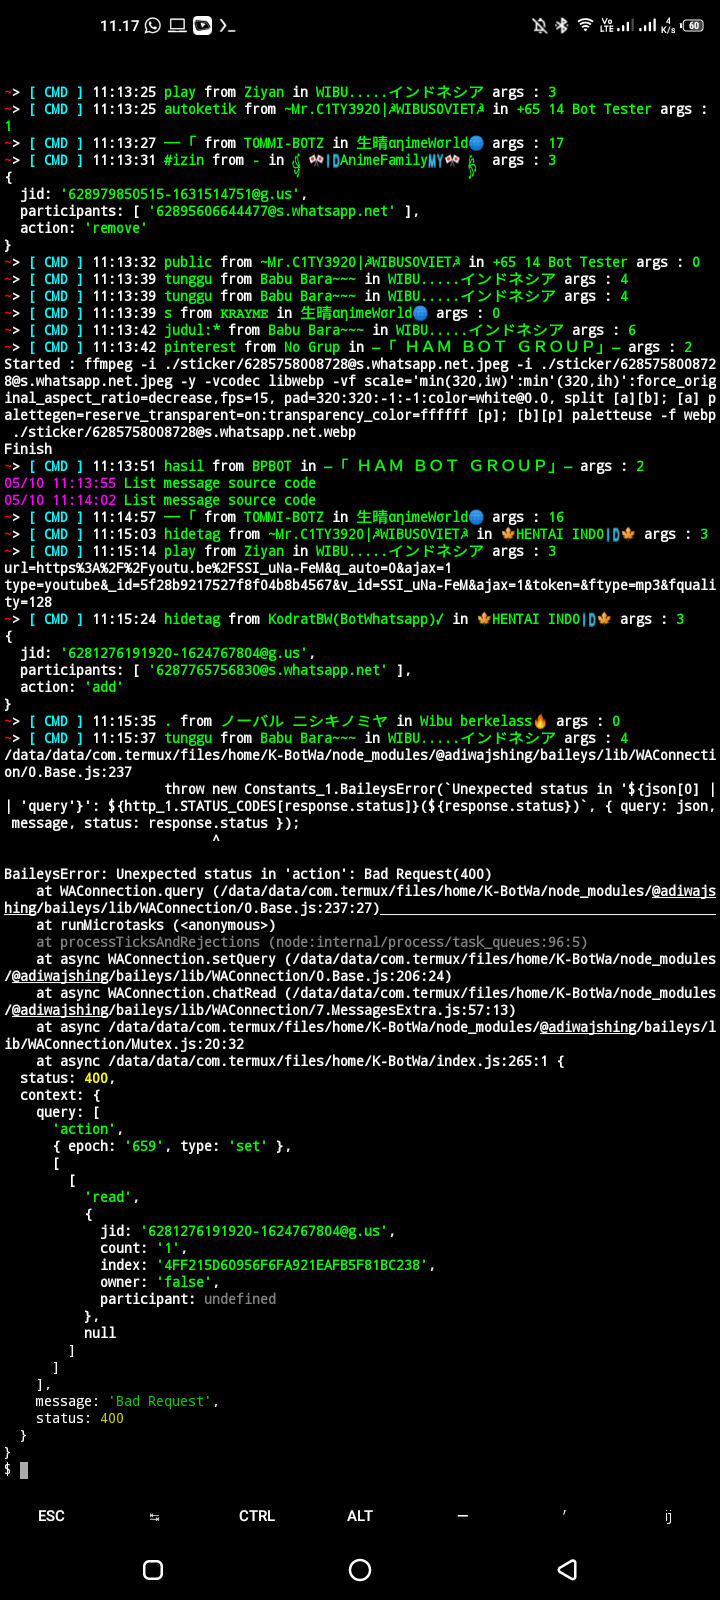 11.17
Vo LTE
4 K/s
60
~> [ CMD ] 11:13:25 play from Ziyan in WIBU.....インドネシア args : 3
~> [ CMD ] 11:13:25 autoketik from ~Mr.C1TY3920|☭WIBUSOVIET☭ in +65 14 Bot Tester args :
1
~> [ CMD ] 11:13:27 ──「 from TOMMI-BOTZ in 生晴αηimeWσrld🌐 args : 17
~> [ CMD ] 11:13:31 #izin from - in 🎌🇮🇩AnimeFamily🇲🇾🎌 args : 3
{
  jid: '628979850515-1631514751@g.us',
  participants: [ '62895606644477@s.whatsapp.net' ],
  action: 'remove'
}
~> [ CMD ] 11:13:32 public from ~Mr.C1TY3920|☭WIBUSOVIET☭ in +65 14 Bot Tester args : 0
~> [ CMD ] 11:13:39 tunggu from Babu Bara~~~ in WIBU.....インドネシア args : 4
~> [ CMD ] 11:13:39 tunggu from Babu Bara~~~ in WIBU.....インドネシア args : 4
~> [ CMD ] 11:13:39 s from ᴋʀᴀʏᴍᴇ in 生晴αηimeWσrld🌐 args : 0
~> [ CMD ] 11:13:42 judul:* from Babu Bara~~~ in WIBU.....インドネシア args : 6
~> [ CMD ] 11:13:42 pinterest from No Grup in ―「 ＨＡＭ ＢＯＴ ＧＲＯＵＰ」― args : 2
Started : ffmpeg -i ./sticker/6285758008728@s.whatsapp.net.jpeg -i ./sticker/628575800872
8@s.whatsapp.net.jpeg -y -vcodec libwebp -vf scale='min(320,iw)':min'(320,ih)':force_orig
inal_aspect_ratio=decrease,fps=15, pad=320:320:-1:-1:color=white@0.0, split [a][b]; [a] p
alettegen=reserve_transparent=on:transparency_color=ffffff [p]; [b][p] paletteuse -f webp
 ./sticker/6285758008728@s.whatsapp.net.webp
Finish
~> [ CMD ] 11:13:51 hasil from BPBOT in ―「 ＨＡＭ ＢＯＴ ＧＲＯＵＰ」― args : 2
05/10 11:13:55 List message source code
05/10 11:14:02 List message source code
~> [ CMD ] 11:14:57 ──「 from TOMMI-BOTZ in 生晴αηimeWσrld🌐 args : 16
~> [ CMD ] 11:15:03 hidetag from ~Mr.C1TY3920|☭WIBUSOVIET☭ in 🍁HENTAI INDO🇮🇩🍁 args : 3
~> [ CMD ] 11:15:14 play from Ziyan in WIBU.....インドネシア args : 3
url=https%3A%2F%2Fyoutu.be%2FSSI_uNa-FeM&q_auto=0&ajax=1
type=youtube&_id=5f28b9217527f8f04b8b4567&v_id=SSI_uNa-FeM&ajax=1&token=&ftype=mp3&fquali
ty=128
~> [ CMD ] 11:15:24 hidetag from KodratBW(BotWhatsapp)✓ in 🍁HENTAI INDO🇮🇩🍁 args : 3
{
  jid: '6281276191920-1624767804@g.us',
  participants: [ '6287765756830@s.whatsapp.net' ],
  action: 'add'
}
~> [ CMD ] 11:15:35 . from ノーバル ニシキノミヤ in Wibu berkelass🔥 args : 0
~> [ CMD ] 11:15:37 tunggu from Babu Bara~~~ in WIBU.....インドネシア args : 4
/data/data/com.termux/files/home/K-BotWa/node_modules/@adiwajshing/baileys/lib/WAConnecti
on/0.Base.js:237
                    throw new Constants_1.BaileysError(`Unexpected status in '${json[0] |
| 'query'}': ${http_1.STATUS_CODES[response.status]}(${response.status})`, { query: json,
 message, status: response.status });
                          ^
BaileysError: Unexpected status in 'action': Bad Request(400)
    at WAConnection.query (/data/data/com.termux/files/home/K-BotWa/node_modules/@adiwajs
hing/baileys/lib/WAConnection/0.Base.js:237:27)
    at runMicrotasks (<anonymous>)
    at processTicksAndRejections (node:internal/process/task_queues:96:5)
    at async WAConnection.setQuery (/data/data/com.termux/files/home/K-BotWa/node_modules
/@adiwajshing/baileys/lib/WAConnection/0.Base.js:206:24)
    at async WAConnection.chatRead (/data/data/com.termux/files/home/K-BotWa/node_modules
/@adiwajshing/baileys/lib/WAConnection/7.MessagesExtra.js:57:13)
    at async /data/data/com.termux/files/home/K-BotWa/node_modules/@adiwajshing/baileys/l
ib/WAConnection/Mutex.js:20:32
    at async /data/data/com.termux/files/home/K-BotWa/index.js:265:1 {
  status: 400,
  context: {
    query: [
      'action',
      { epoch: '659', type: 'set' },
      [
        [
          'read',
          {
            jid: '6281276191920-1624767804@g.us',
            count: '1',
            index: '4FF215D60956F6FA921EAFB5F81BC238',
            owner: 'false',
            participant: undefined
          },
          null
        ]
      ]
    ],
    message: 'Bad Request',
    status: 400
  }
}
$
ESC ↹ CTRL ALT — ′ ij